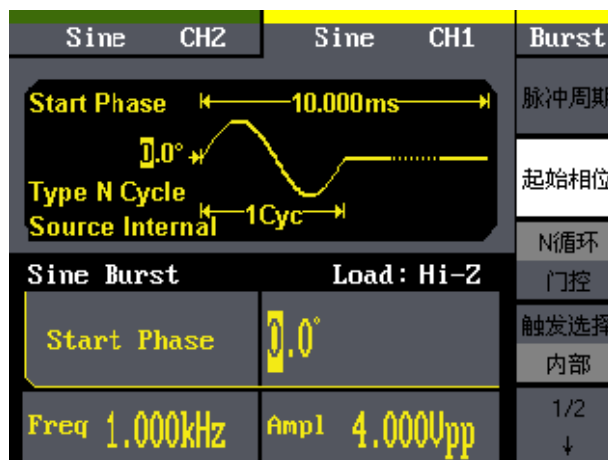 Sine CH2 Sine CH1 Burst
Start Phase 10.000ms
0.0°
Type N Cycle
Source Internal 1Cyc
Sine Burst Load: Hi-Z
Start Phase 0.0°
Freq 1.000kHz Ampl 4.000Vpp
脉冲周期
起始相位
N循环
门控
触发选择
内部
1/2